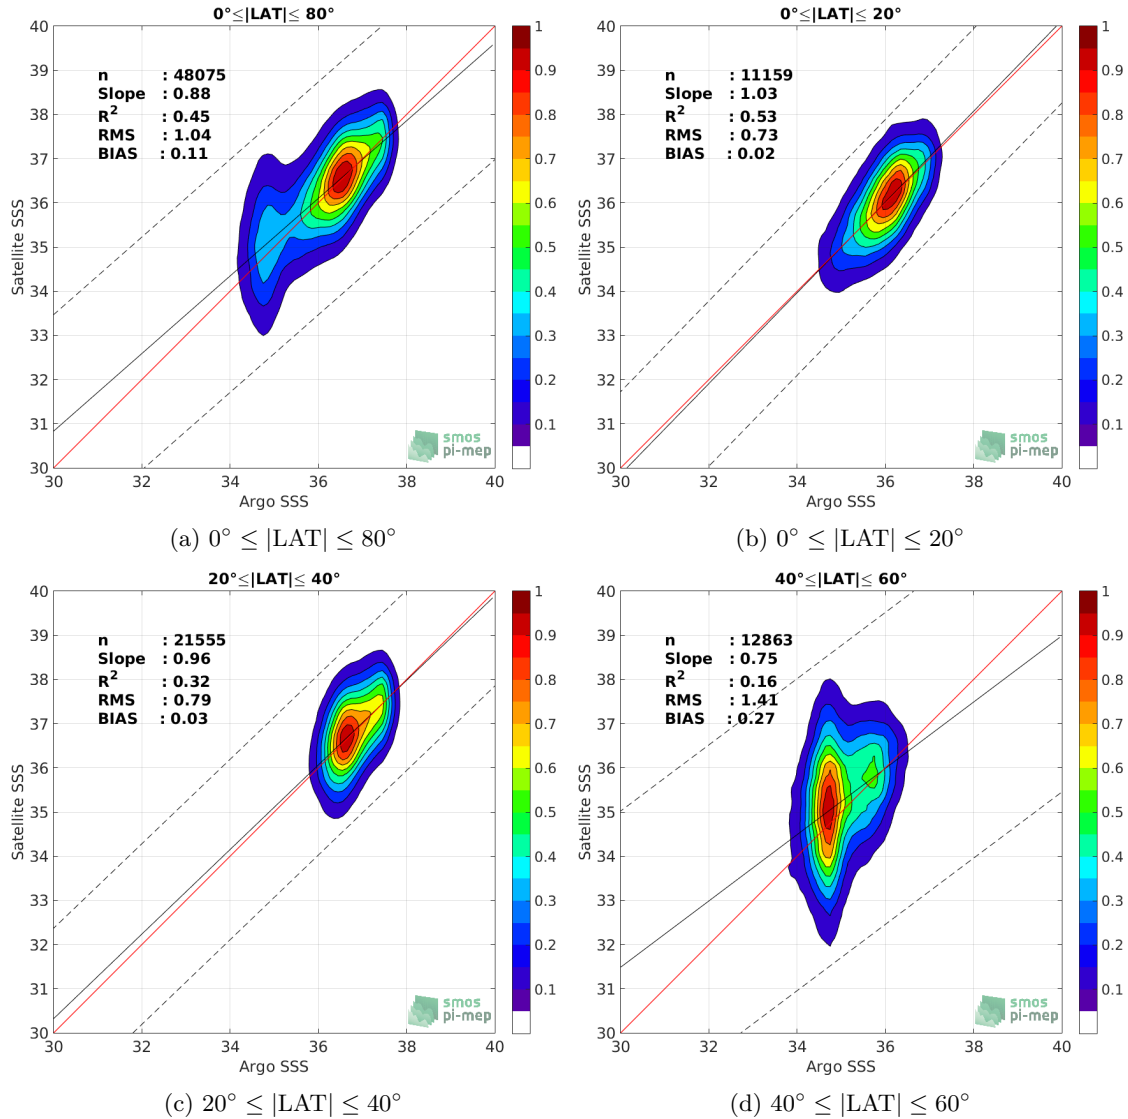 0°≤|LAT|≤ 80°
40
39
38
37
36
35
34
33
32
31
30
Satellite SSS
n : 48075
Slope : 0.88
R² : 0.45
RMS : 1.04
BIAS : 0.11
smos
pi-mep
30 32 34 36 38 40
Argo SSS
1
0.9
0.8
0.7
0.6
0.5
0.4
0.3
0.2
0.1
(a) 0° ≤ |LAT| ≤ 80°
0°≤|LAT|≤ 20°
40
39
38
37
36
35
34
33
32
31
30
Satellite SSS
n : 11159
Slope : 1.03
R² : 0.53
RMS : 0.73
BIAS : 0.02
smos
pi-mep
30 32 34 36 38 40
Argo SSS
1
0.9
0.8
0.7
0.6
0.5
0.4
0.3
0.2
0.1
(b) 0° ≤ |LAT| ≤ 20°
20°≤|LAT|≤ 40°
40
39
38
37
36
35
34
33
32
31
30
Satellite SSS
n : 21555
Slope : 0.96
R² : 0.32
RMS : 0.79
BIAS : 0.03
smos
pi-mep
30 32 34 36 38 40
Argo SSS
1
0.9
0.8
0.7
0.6
0.5
0.4
0.3
0.2
0.1
(c) 20° ≤ |LAT| ≤ 40°
40°≤|LAT|≤ 60°
40
39
38
37
36
35
34
33
32
31
30
Satellite SSS
n : 12863
Slope : 0.75
R² : 0.16
RMS : 1.41
BIAS : 0.27
smos
pi-mep
30 32 34 36 38 40
Argo SSS
1
0.9
0.8
0.7
0.6
0.5
0.4
0.3
0.2
0.1
(d) 40° ≤ |LAT| ≤ 60°